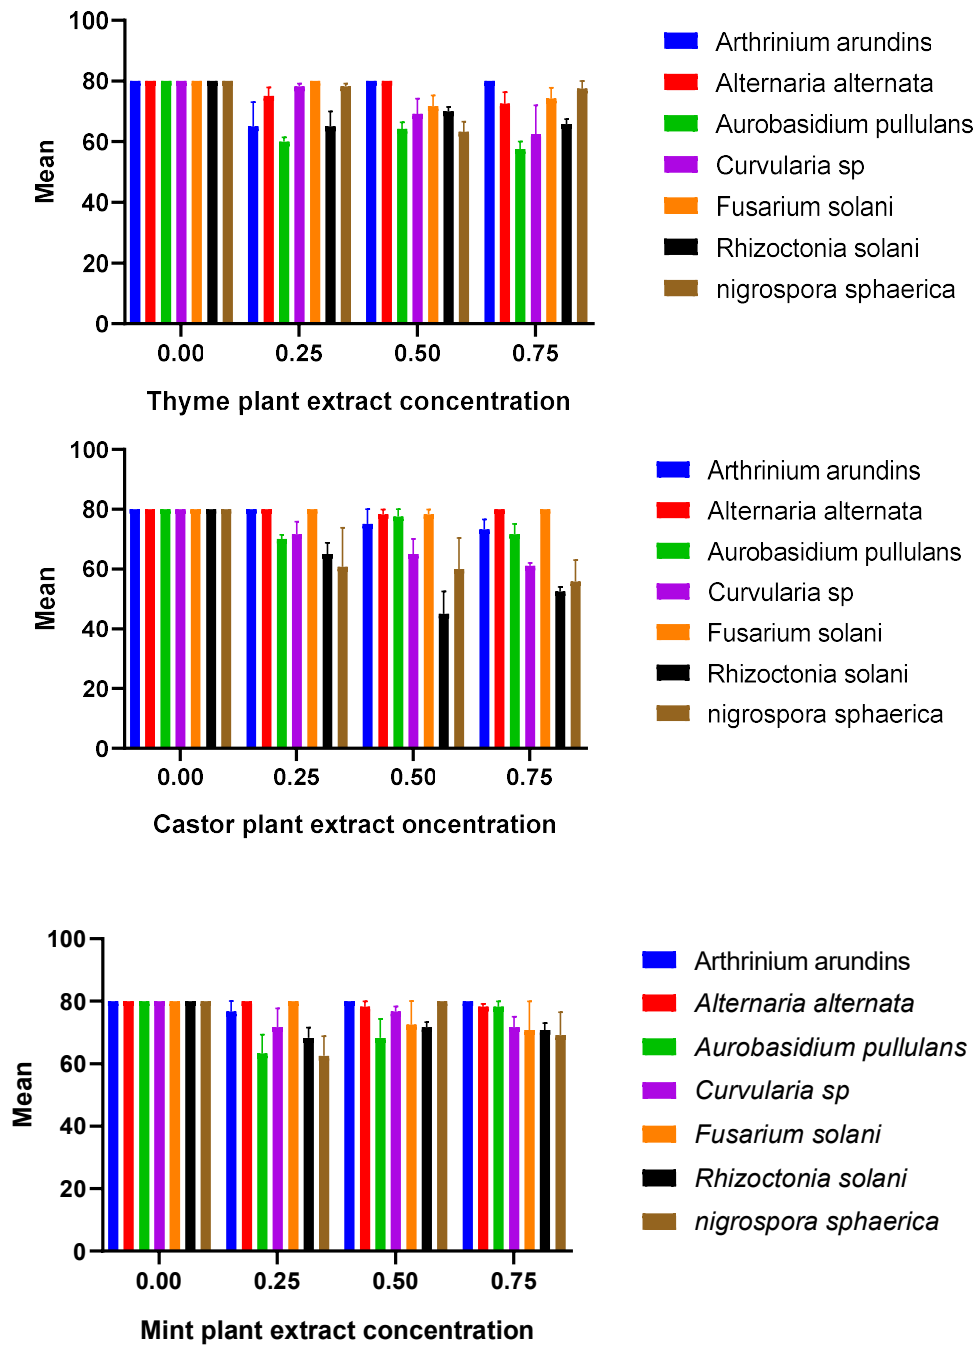 100
80
60
40
20
0
Mean
0.00 0.25 0.50 0.75
Thyme plant extract concentration
Arthrinium arundins
Alternaria alternata
Aurobasidium pullulans
Curvularia sp
Fusarium solani
Rhizoctonia solani
nigrospora sphaerica
100
80
60
40
20
0
Mean
0.00 0.25 0.50 0.75
Castor plant extract oncentration
Arthrinium arundins
Alternaria alternata
Aurobasidium pullulans
Curvularia sp
Fusarium solani
Rhizoctonia solani
nigrospora sphaerica
100
80
60
40
20
0
Mean
0.00 0.25 0.50 0.75
Mint plant extract concentration
Arthrinium arundins
Alternaria alternata
Aurobasidium pullulans
Curvularia sp
Fusarium solani
Rhizoctonia solani
nigrospora sphaerica